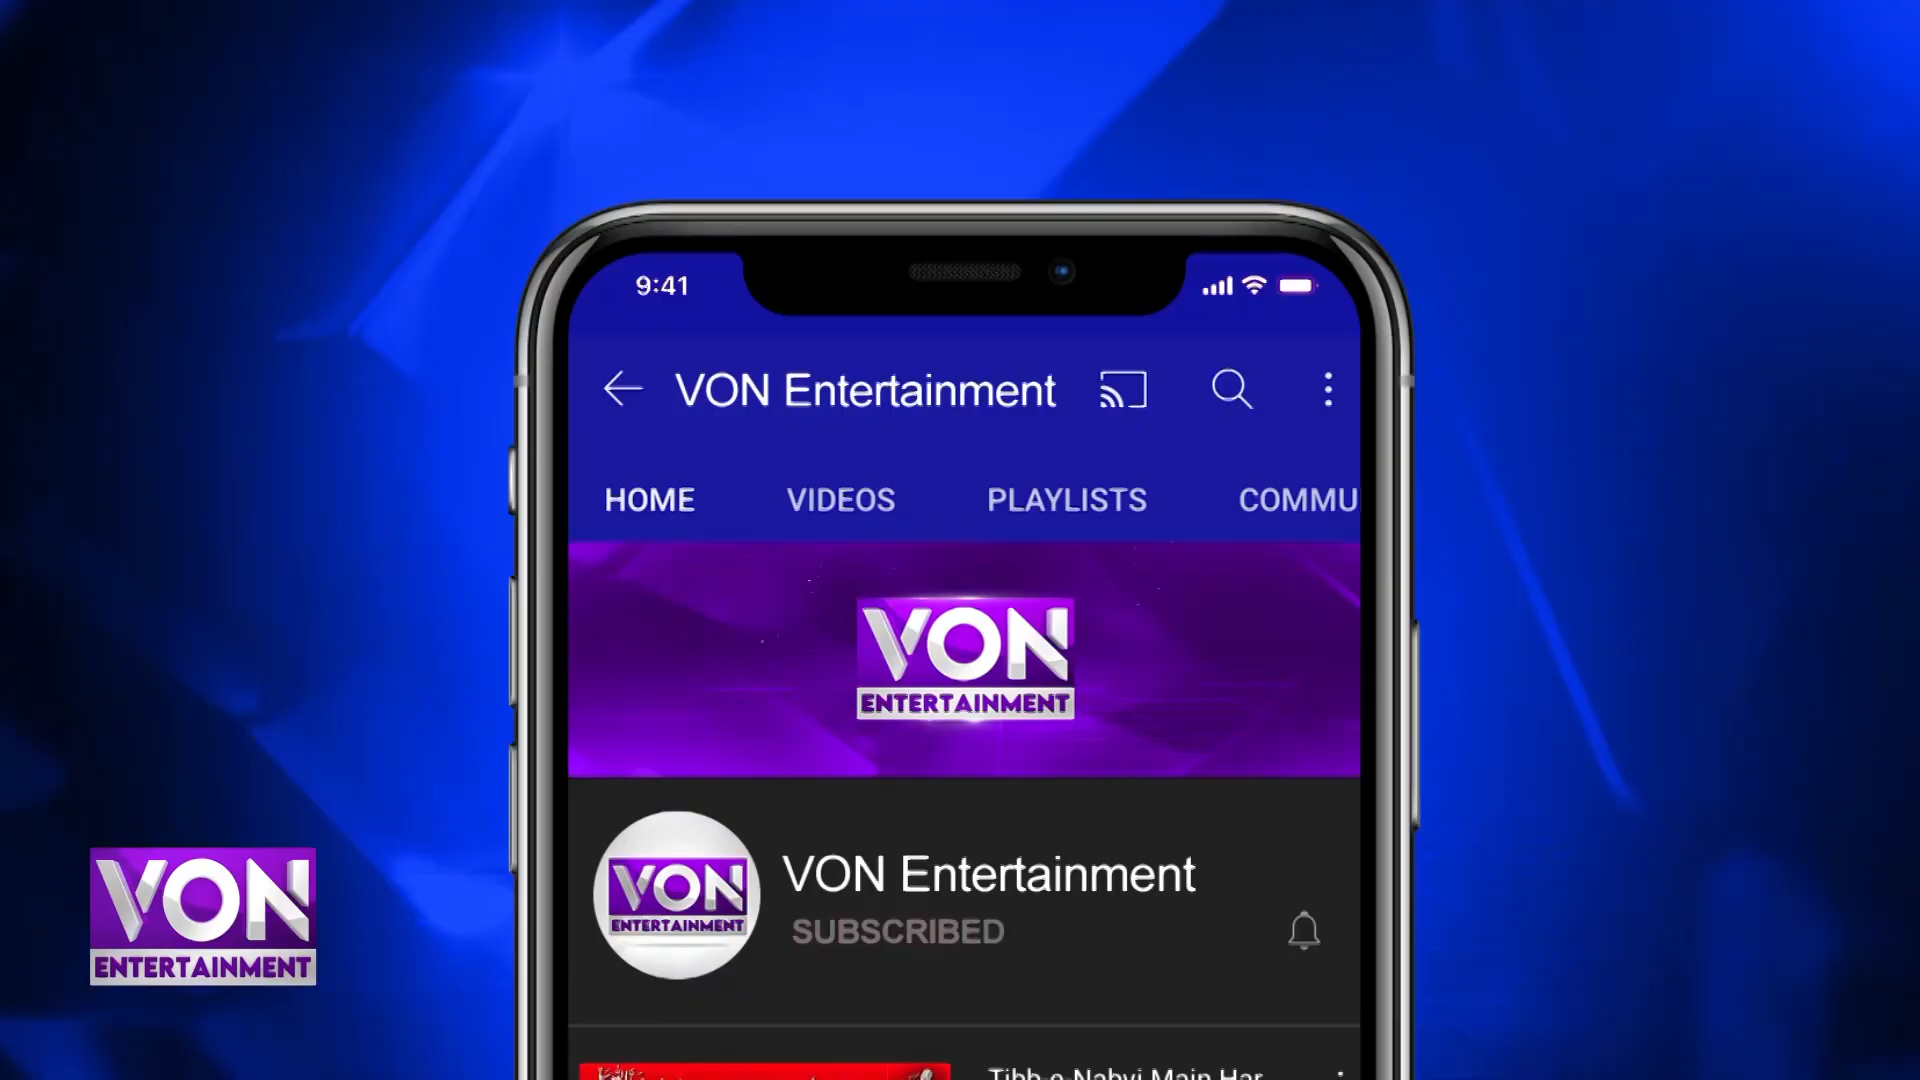 9:41
VON Entertainment
HOME VIDEOS PLAYLISTS COMMU
VON
ENTERTAINMENT
VON
ENTERTAINMENT
VON Entertainment
SUBSCRIBED
VON
ENTERTAINMENT
Tibb-e-Nabvi Main Har